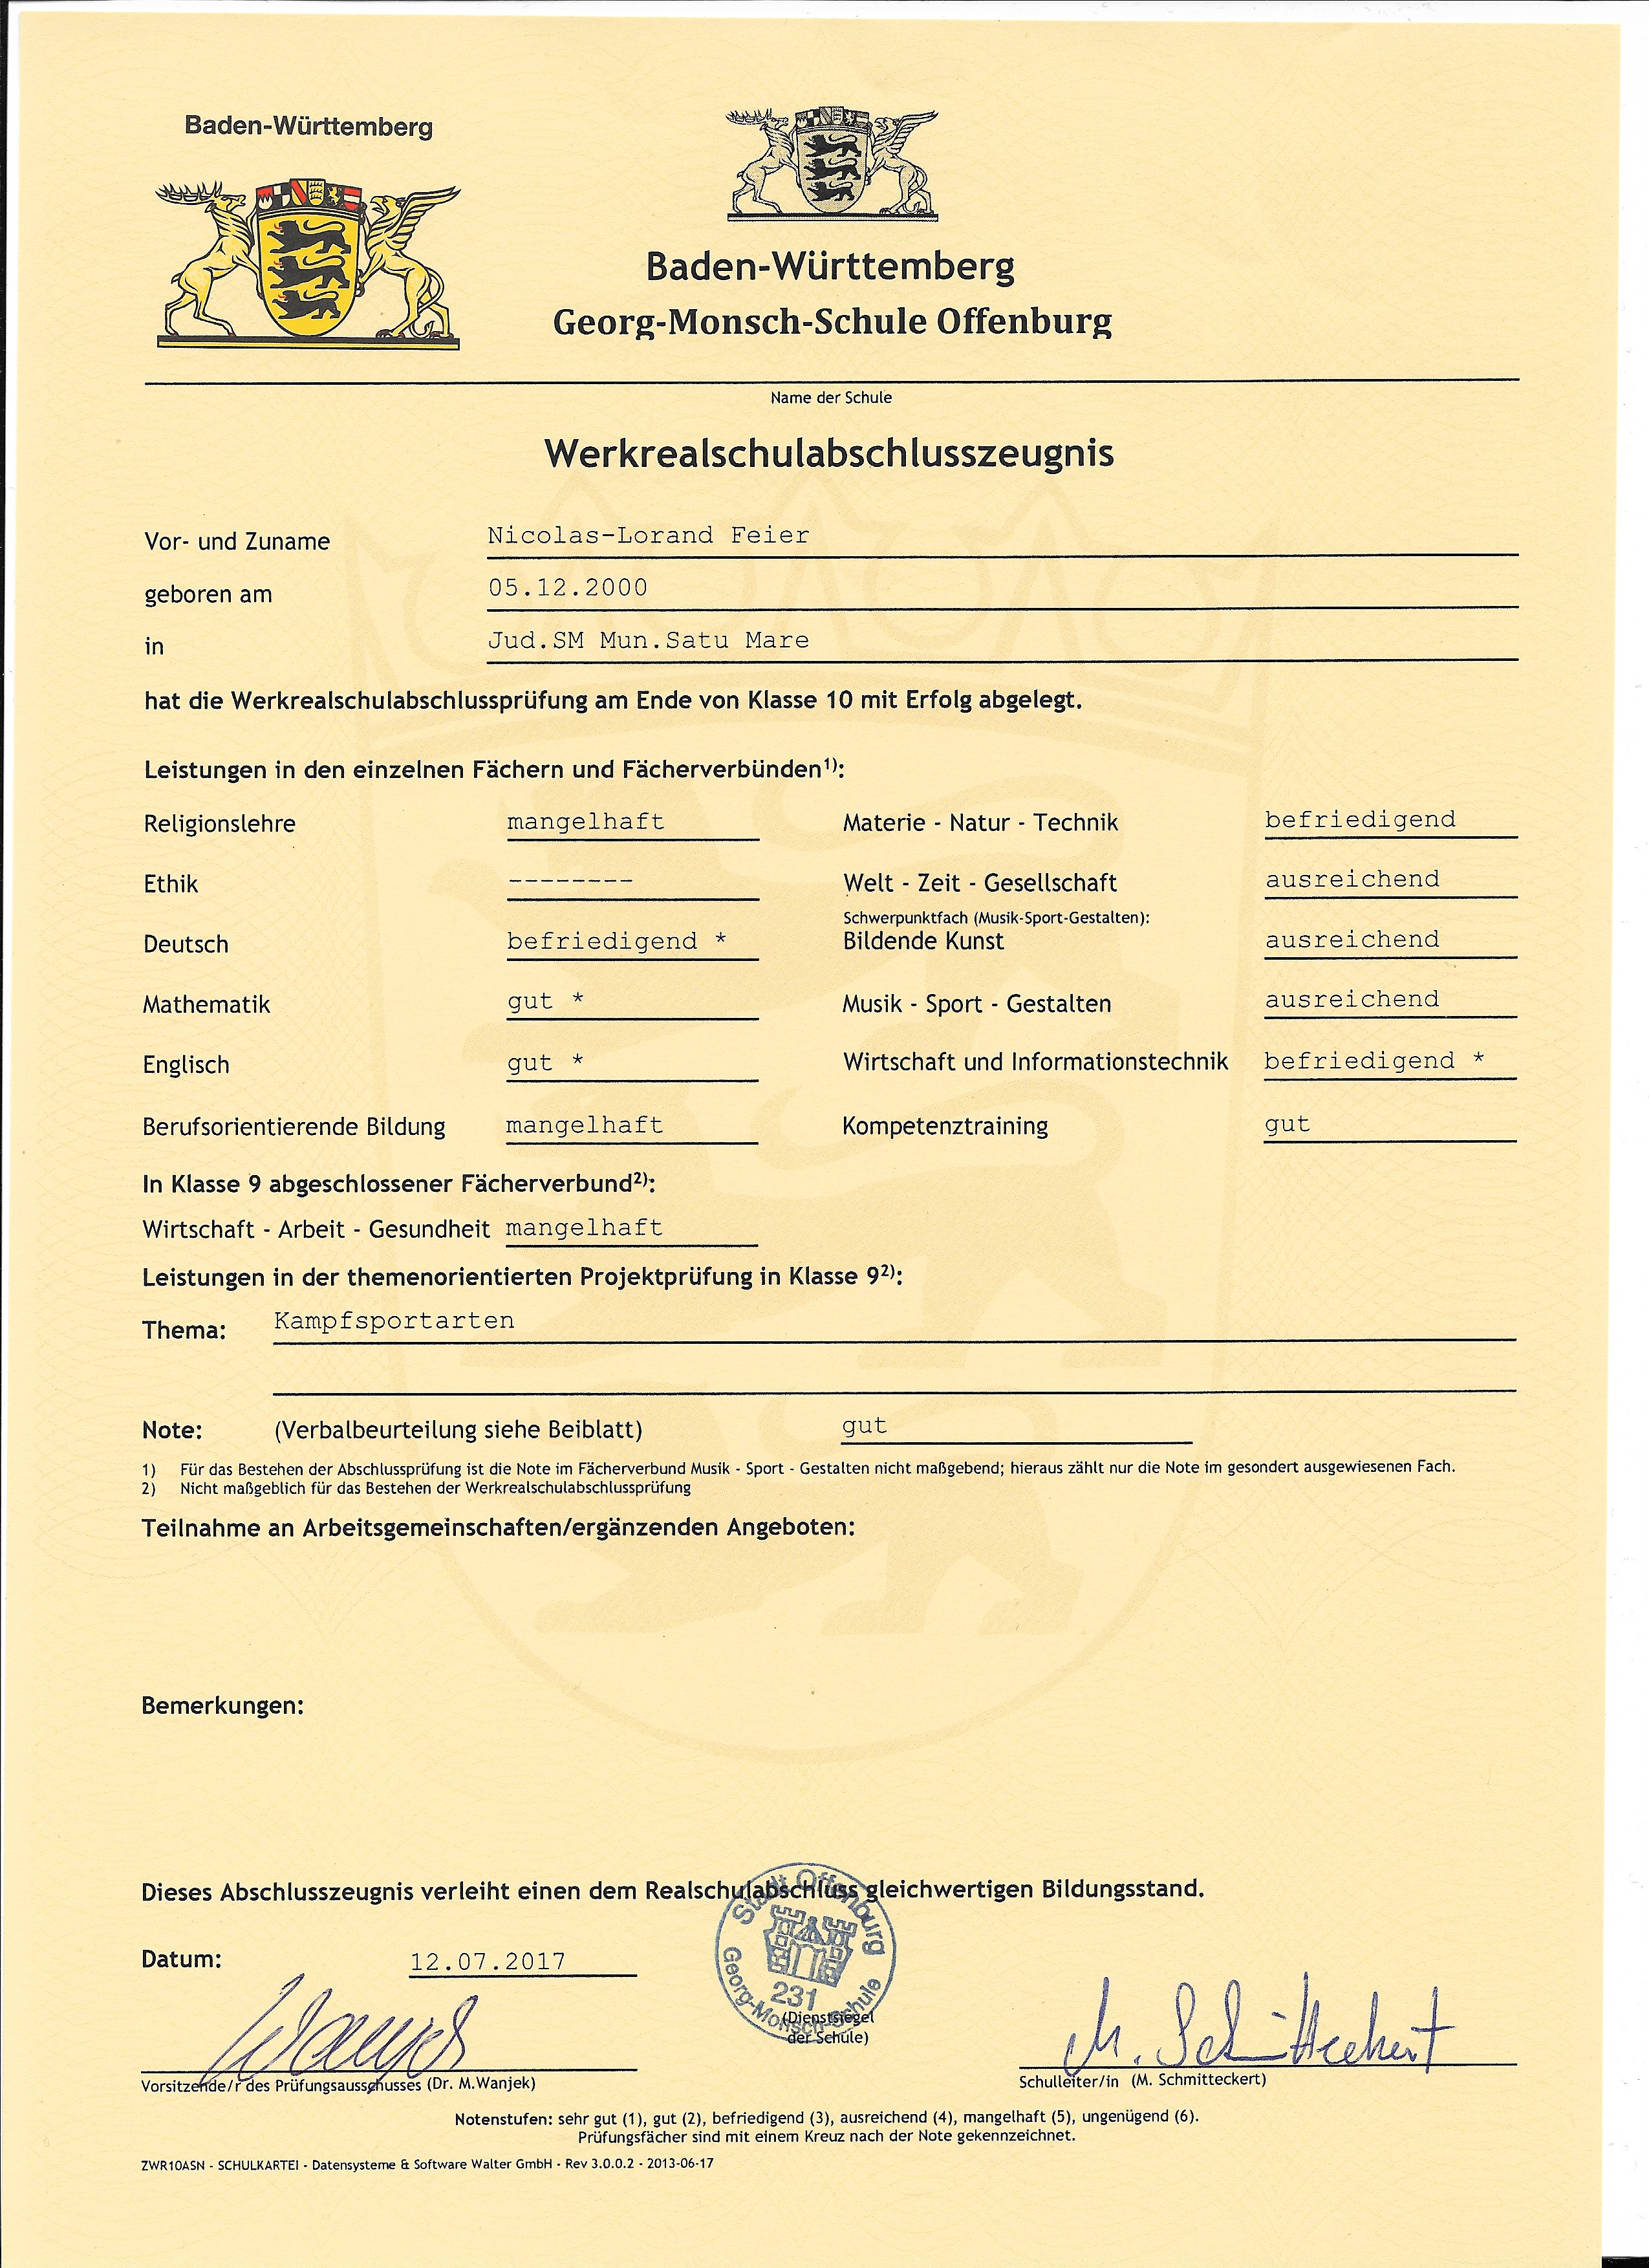 Baden-Württemberg
Baden-Württemberg
Georg-Monsch-Schule Offenburg
Name der Schule
Werkrealschulabschlusszeugnis
Vor- und Zuname Nicolas-Lorand Feier
geboren am 05.12.2000
in Jud.SM Mun.Satu Mare
hat die Werkrealschulabschlussprüfung am Ende von Klasse 10 mit Erfolg abgelegt.
Leistungen in den einzelnen Fächern und Fächerverbünden1):
Religionslehre mangelhaft Materie - Natur - Technik befriedigend
Ethik -------- Welt - Zeit - Gesellschaft ausreichend
Schwerpunktfach (Musik-Sport-Gestalten):
Deutsch befriedigend * Bildende Kunst ausreichend
Mathematik gut * Musik - Sport - Gestalten ausreichend
Englisch gut * Wirtschaft und Informationstechnik befriedigend *
Berufsorientierende Bildung mangelhaft Kompetenztraining gut
In Klasse 9 abgeschlossener Fächerverbund2):
Wirtschaft - Arbeit - Gesundheit mangelhaft
Leistungen in der themenorientierten Projektprüfung in Klasse 92):
Thema: Kampfsportarten
Note: (Verbalbeurteilung siehe Beiblatt) gut
1) Für das Bestehen der Abschlussprüfung ist die Note im Fächerverbund Musik - Sport - Gestalten nicht maßgebend; hieraus zählt nur die Note im gesondert ausgewiesenen Fach.
2) Nicht maßgeblich für das Bestehen der Werkrealschulabschlussprüfung
Teilnahme an Arbeitsgemeinschaften/ergänzenden Angeboten:
Bemerkungen:
Dieses Abschlusszeugnis verleiht einen dem Realschulabschluss gleichwertigen Bildungsstand.
Stadt Offenburg
Georg-Monsch-Schule
231
Datum: 12.07.2017
(Dienstsiegel
der Schule)
Wanjek
M. Schmitteckert
Vorsitzende/r des Prüfungsausschusses (Dr. M.Wanjek) Schulleiter/in (M. Schmitteckert)
Notenstufen: sehr gut (1), gut (2), befriedigend (3), ausreichend (4), mangelhaft (5), ungenügend (6).
Prüfungsfächer sind mit einem Kreuz nach der Note gekennzeichnet.
ZWR10ASN - SCHULKARTEI - Datensysteme & Software Walter GmbH - Rev 3.0.0.2 - 2013-06-17